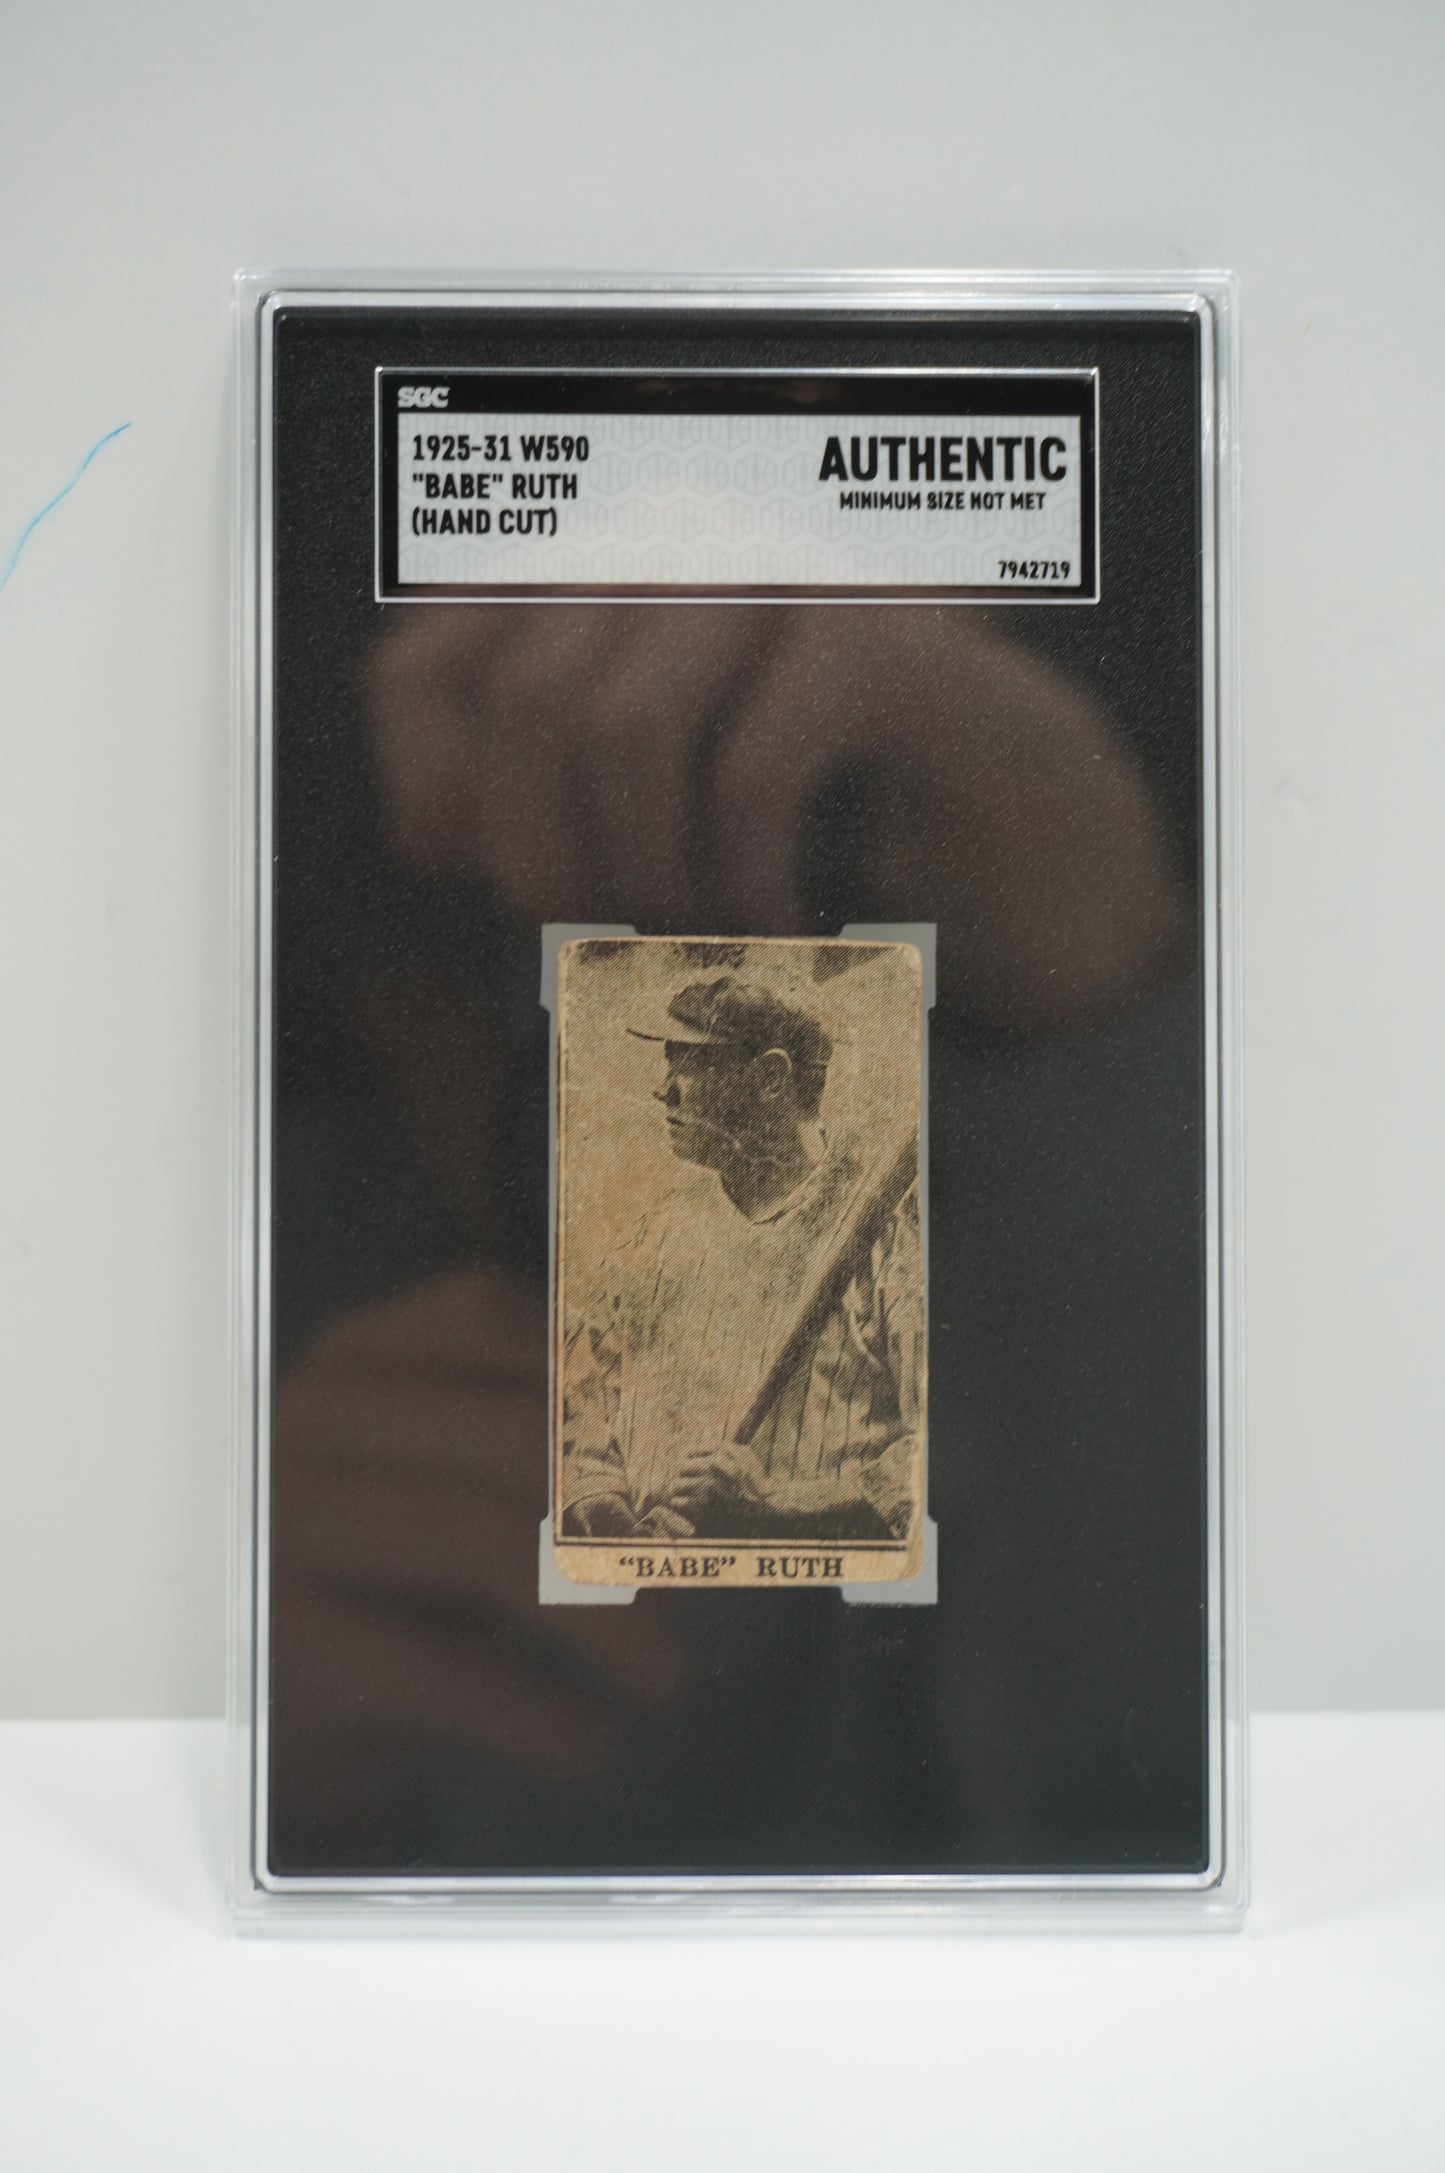 SGC
1925-31 W590
"BABE" RUTH
(HAND CUT)
AUTHENTIC
MINIMUM SIZE NOT MET
7942719
“BABE” RUTH